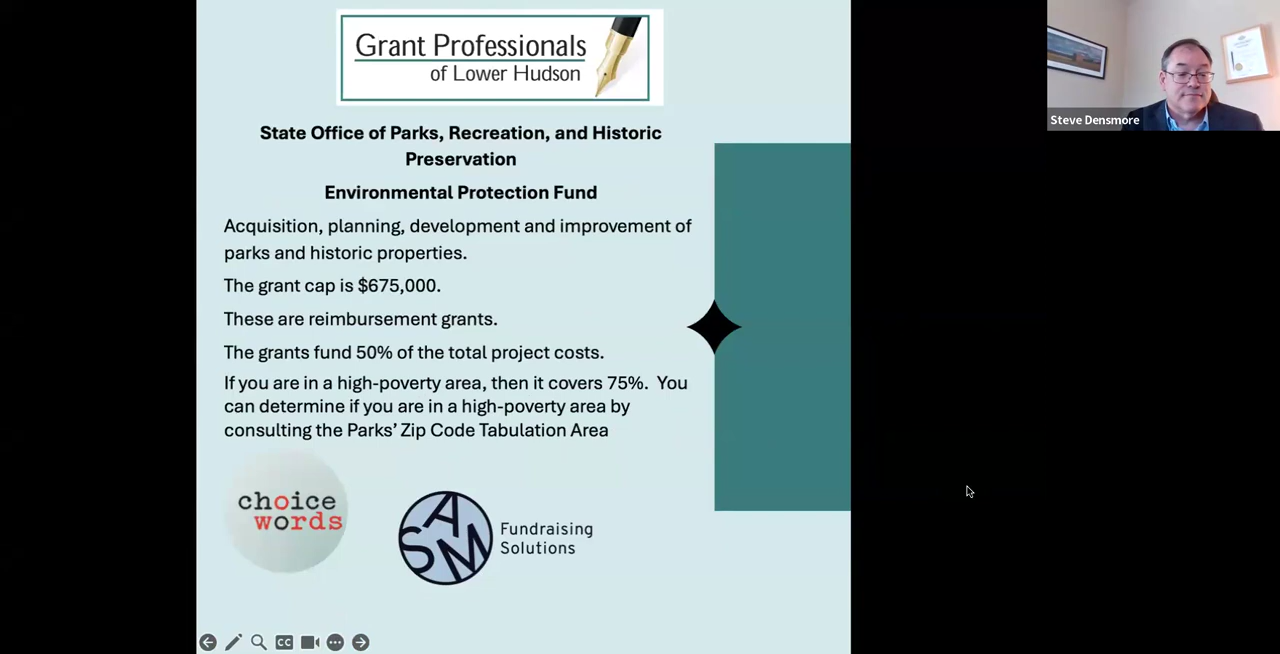 Grant Professionals
of Lower Hudson
Steve Densmore
State Office of Parks, Recreation, and Historic
Preservation
Environmental Protection Fund
Acquisition, planning, development and improvement of
parks and historic properties.
The grant cap is $675,000.
These are reimbursement grants.
The grants fund 50% of the total project costs.
If you are in a high-poverty area, then it covers 75%.  You
can determine if you are in a high-poverty area by
consulting the Parks’ Zip Code Tabulation Area
choice
words
SAM
Fundraising
Solutions
CC